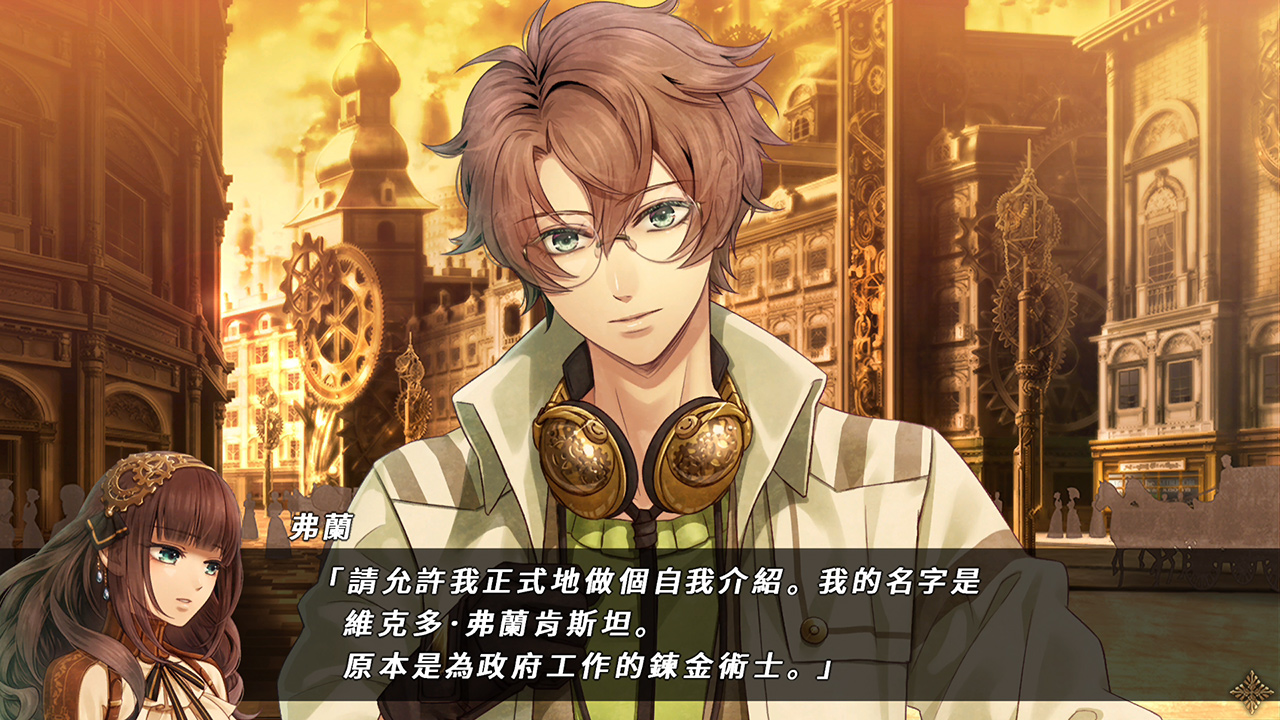 弗蘭
「請允許我正式地做個自我介紹。我的名字是
維克多·弗蘭肯斯坦。
原本是為政府工作的鍊金術士。」